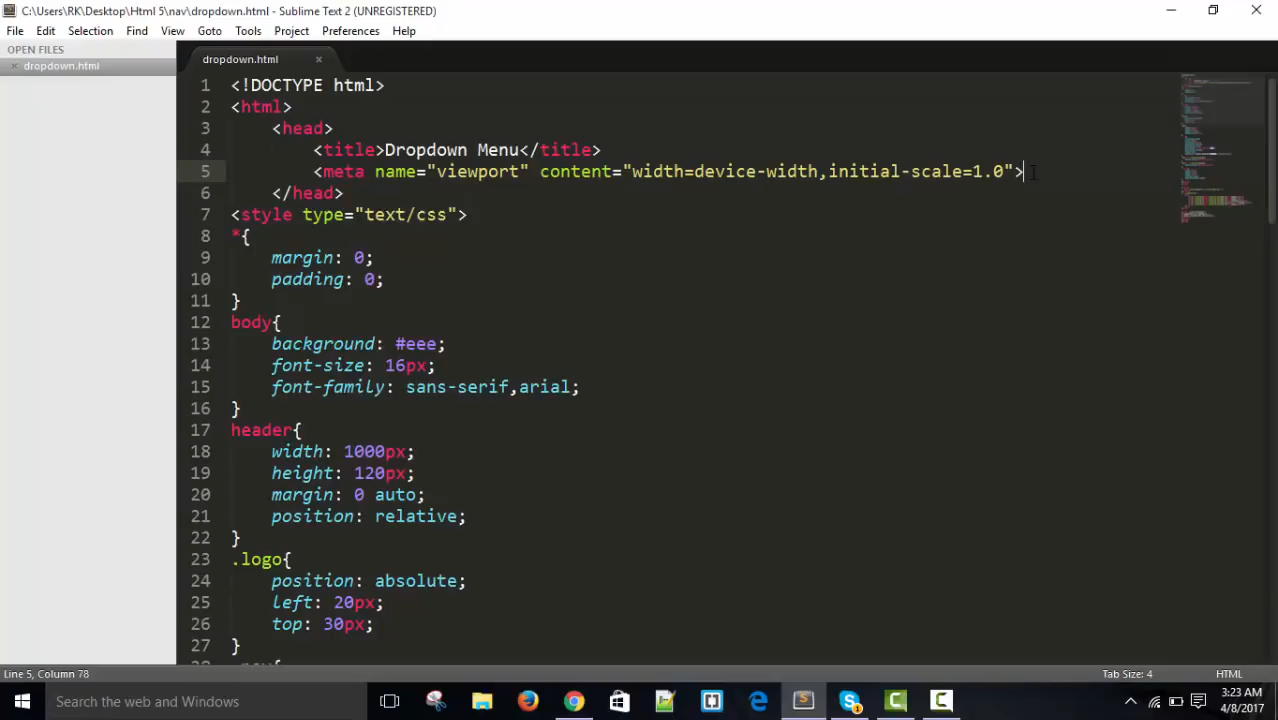 C:\Users\RK\Desktop\Html 5\nav\dropdown.html - Sublime Text 2 (UNREGISTERED)
File Edit Selection Find View Goto Tools Project Preferences Help
OPEN FILES
dropdown.html
dropdown.html
1 <!DOCTYPE html>
2 <html>
3 <head>
4 <title>Dropdown Menu</title>
5 <meta name="viewport" content="width=device-width,initial-scale=1.0">
6 </head>
7 <style type="text/css">
8 *{
9 margin: 0;
10 padding: 0;
11 }
12 body{
13 background: #eee;
14 font-size: 16px;
15 font-family: sans-serif,arial;
16 }
17 header{
18 width: 1000px;
19 height: 120px;
20 margin: 0 auto;
21 position: relative;
22 }
23 .logo{
24 position: absolute;
25 left: 20px;
26 top: 30px;
27 }
Line 5, Column 78
Tab Size: 4
HTML
Search the web and Windows
3:23 AM
4/8/2017